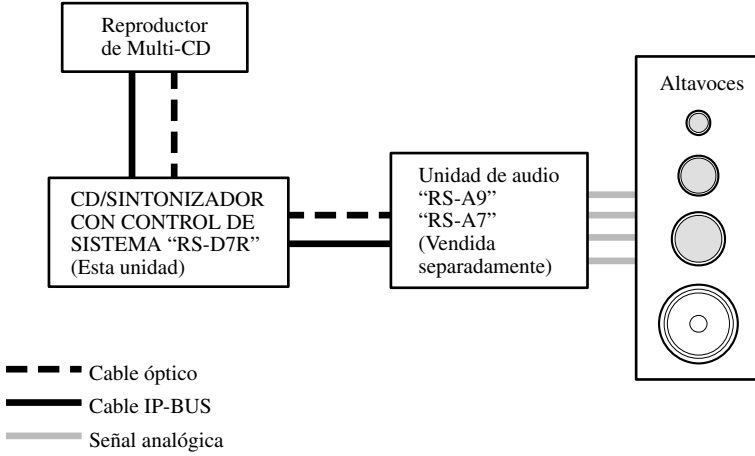 Reproductor
de Multi-CD
Altavoces
CD/SINTONIZADOR
CON CONTROL DE
SISTEMA “RS-D7R”
(Esta unidad)
Unidad de audio
“RS-A9”
“RS-A7”
(Vendida
separadamente)
Cable óptico
Cable IP-BUS
Señal analógica